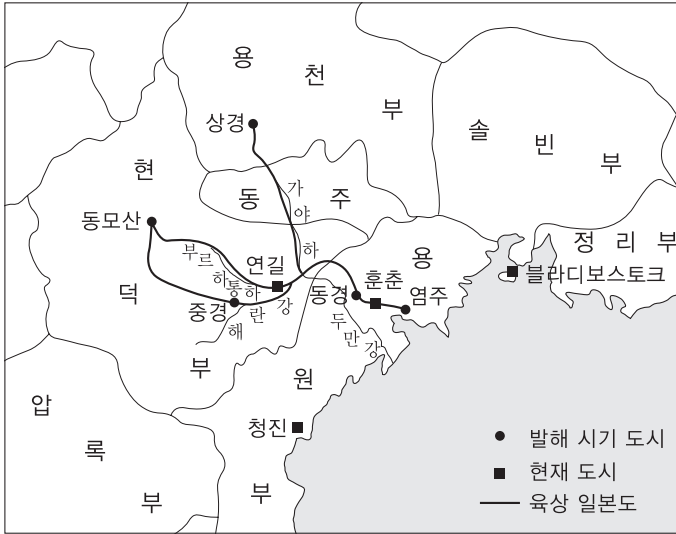 용천부
상경
솔빈부
현덕부
동주
가야하
동모산
정리부
부르하통하
연길
용원부
훈춘
블라디보스토크
동경
염주
중경
해란강
두만강
압록부
청진
발해 시기 도시
현재 도시
육상 일본도